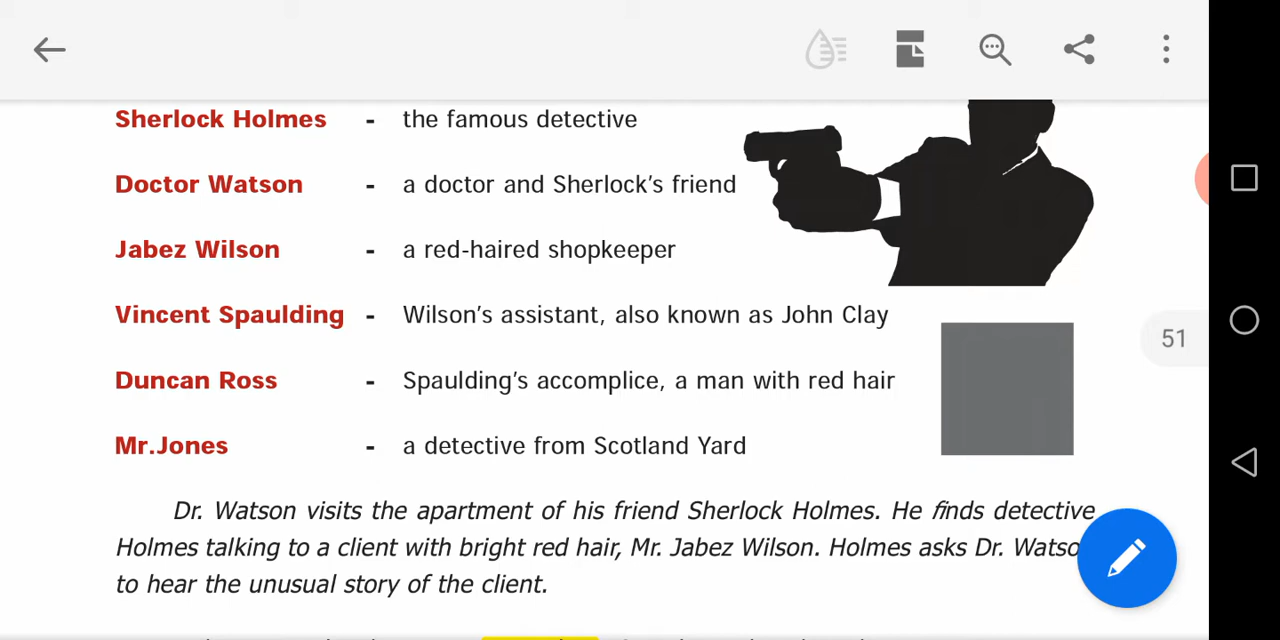 Sherlock Holmes - the famous detective
Doctor Watson - a doctor and Sherlock's friend
Jabez Wilson - a red-haired shopkeeper
Vincent Spaulding - Wilson's assistant, also known as John Clay
51
Duncan Ross - Spaulding's accomplice, a man with red hair
Mr.Jones - a detective from Scotland Yard
Dr. Watson visits the apartment of his friend Sherlock Holmes. He finds detective
Holmes talking to a client with bright red hair, Mr. Jabez Wilson. Holmes asks Dr. Watso
to hear the unusual story of the client.